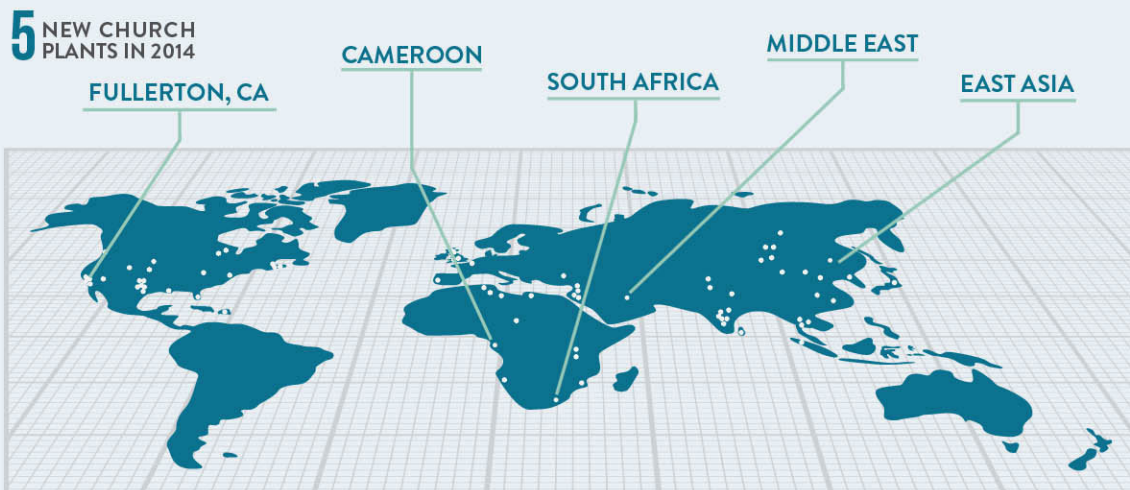 5 NEW CHURCH
PLANTS IN 2014
FULLERTON, CA
CAMEROON
SOUTH AFRICA
MIDDLE EAST
EAST ASIA